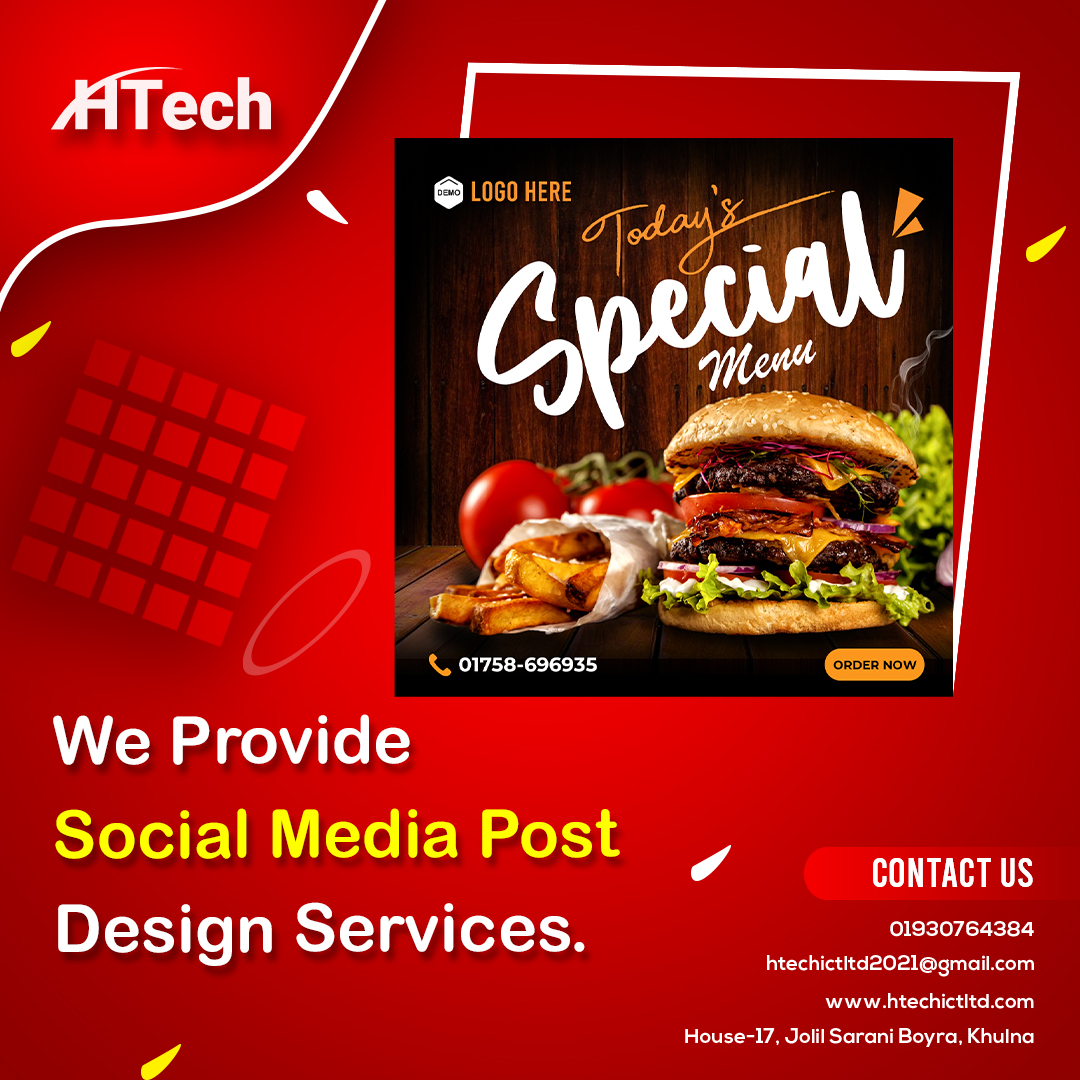 HTech
DEMO LOGO HERE
Today's
Special
Menu
01758-696935
ORDER NOW
We Provide
Social Media Post
Design Services.
CONTACT US
01930764384
htechictltd2021@gmail.com
www.htechictltd.com
House-17, Jolil Sarani Boyra, Khulna